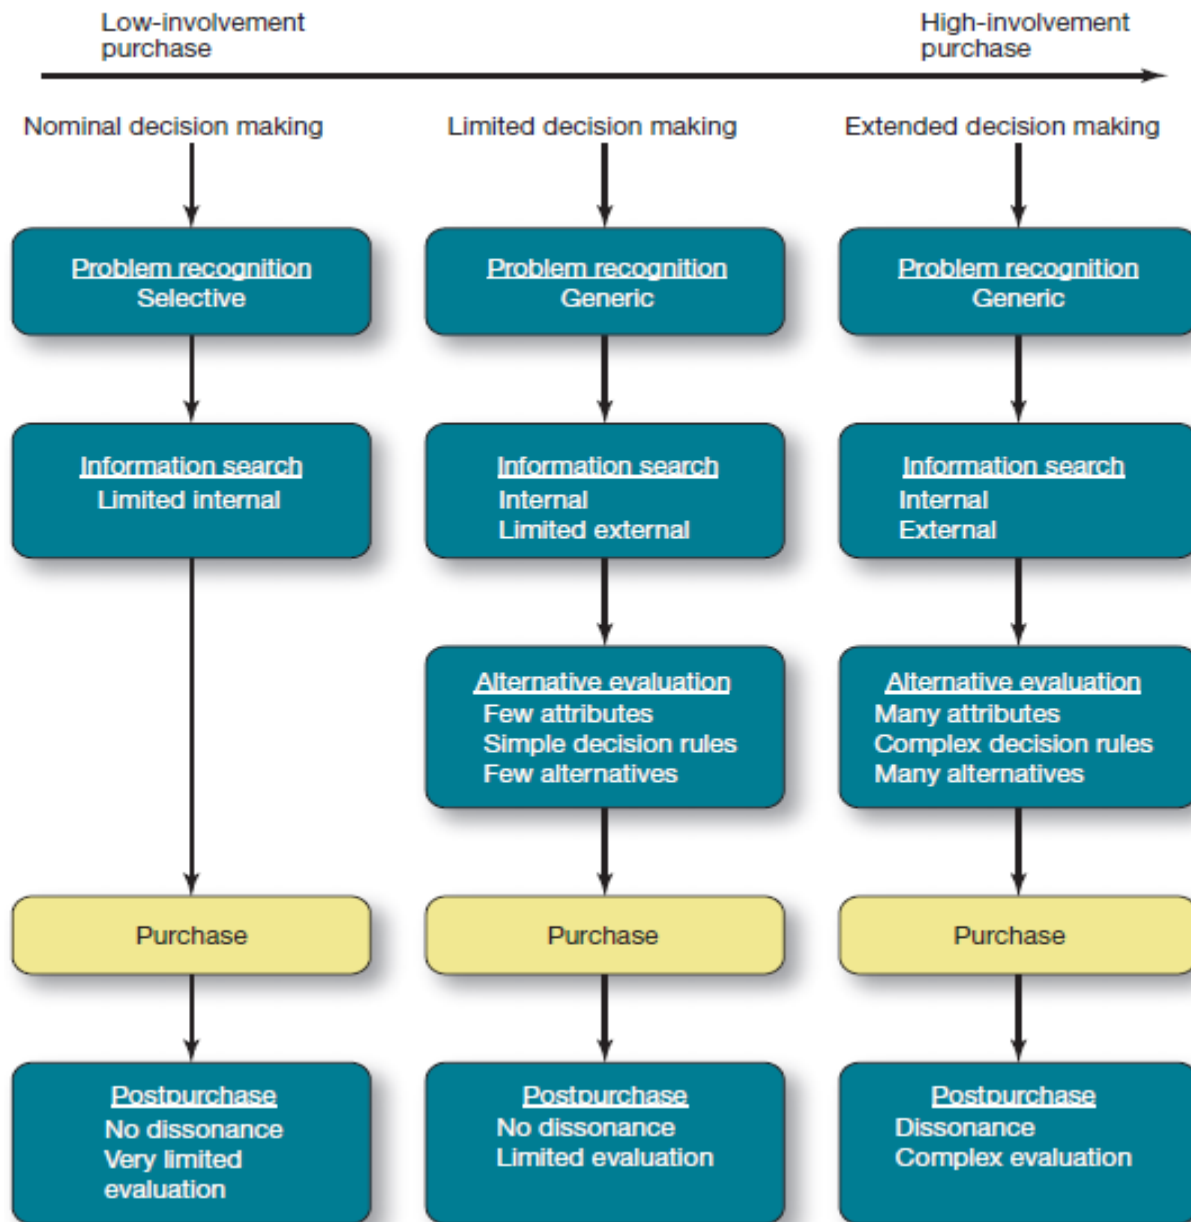 Low-involvement
purchase
High-involvement
purchase
Nominal decision making
Limited decision making
Extended decision making
Problem recognition
Selective
Problem recognition
Generic
Problem recognition
Generic
Information search
Limited internal
Information search
Internal
Limited external
Information search
Internal
External
Alternative evaluation
Few attributes
Simple decision rules
Few alternatives
Alternative evaluation
Many attributes
Complex decision rules
Many alternatives
Purchase
Purchase
Purchase
Postpurchase
No dissonance
Very limited
evaluation
Postpurchase
No dissonance
Limited evaluation
Postpurchase
Dissonance
Complex evaluation